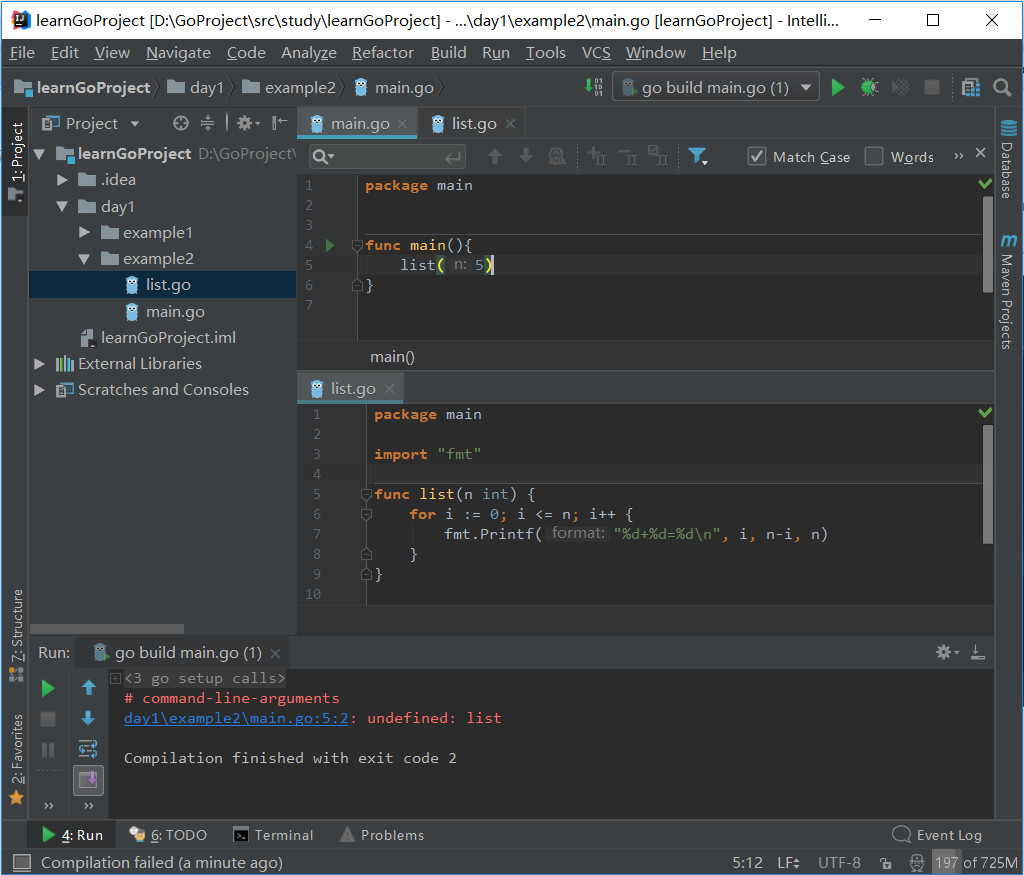 learnGoProject [D:\GoProject\src\study\learnGoProject] - ...\day1\example2\main.go [learnGoProject] - Intelli...
File Edit View Navigate Code Analyze Refactor Build Run Tools VCS Window Help
learnGoProject day1 example2 main.go go build main.go (1)
1: Project
Project
main.go list.go
Match Case Words
learnGoProject D:\GoProject\
.idea
day1
example1
example2
list.go
main.go
learnGoProject.iml
External Libraries
Scratches and Consoles
1 package main
2
3
4 func main(){
5 list( n: 5)
6 }
7
main()
list.go
1 package main
2
3 import "fmt"
4
5 func list(n int) {
6 for i := 0; i <= n; i++ {
7 fmt.Printf( format: "%d+%d=%d\n", i, n-i, n)
8 }
9 }
10
Database
Maven Projects
Z: Structure
2: Favorites
Run: go build main.go (1)
<3 go setup calls>
# command-line-arguments
day1\example2\main.go:5:2: undefined: list
Compilation finished with exit code 2
4: Run 6: TODO Terminal Problems Event Log
Compilation failed (a minute ago) 5:12 LF UTF-8 197 of 725M